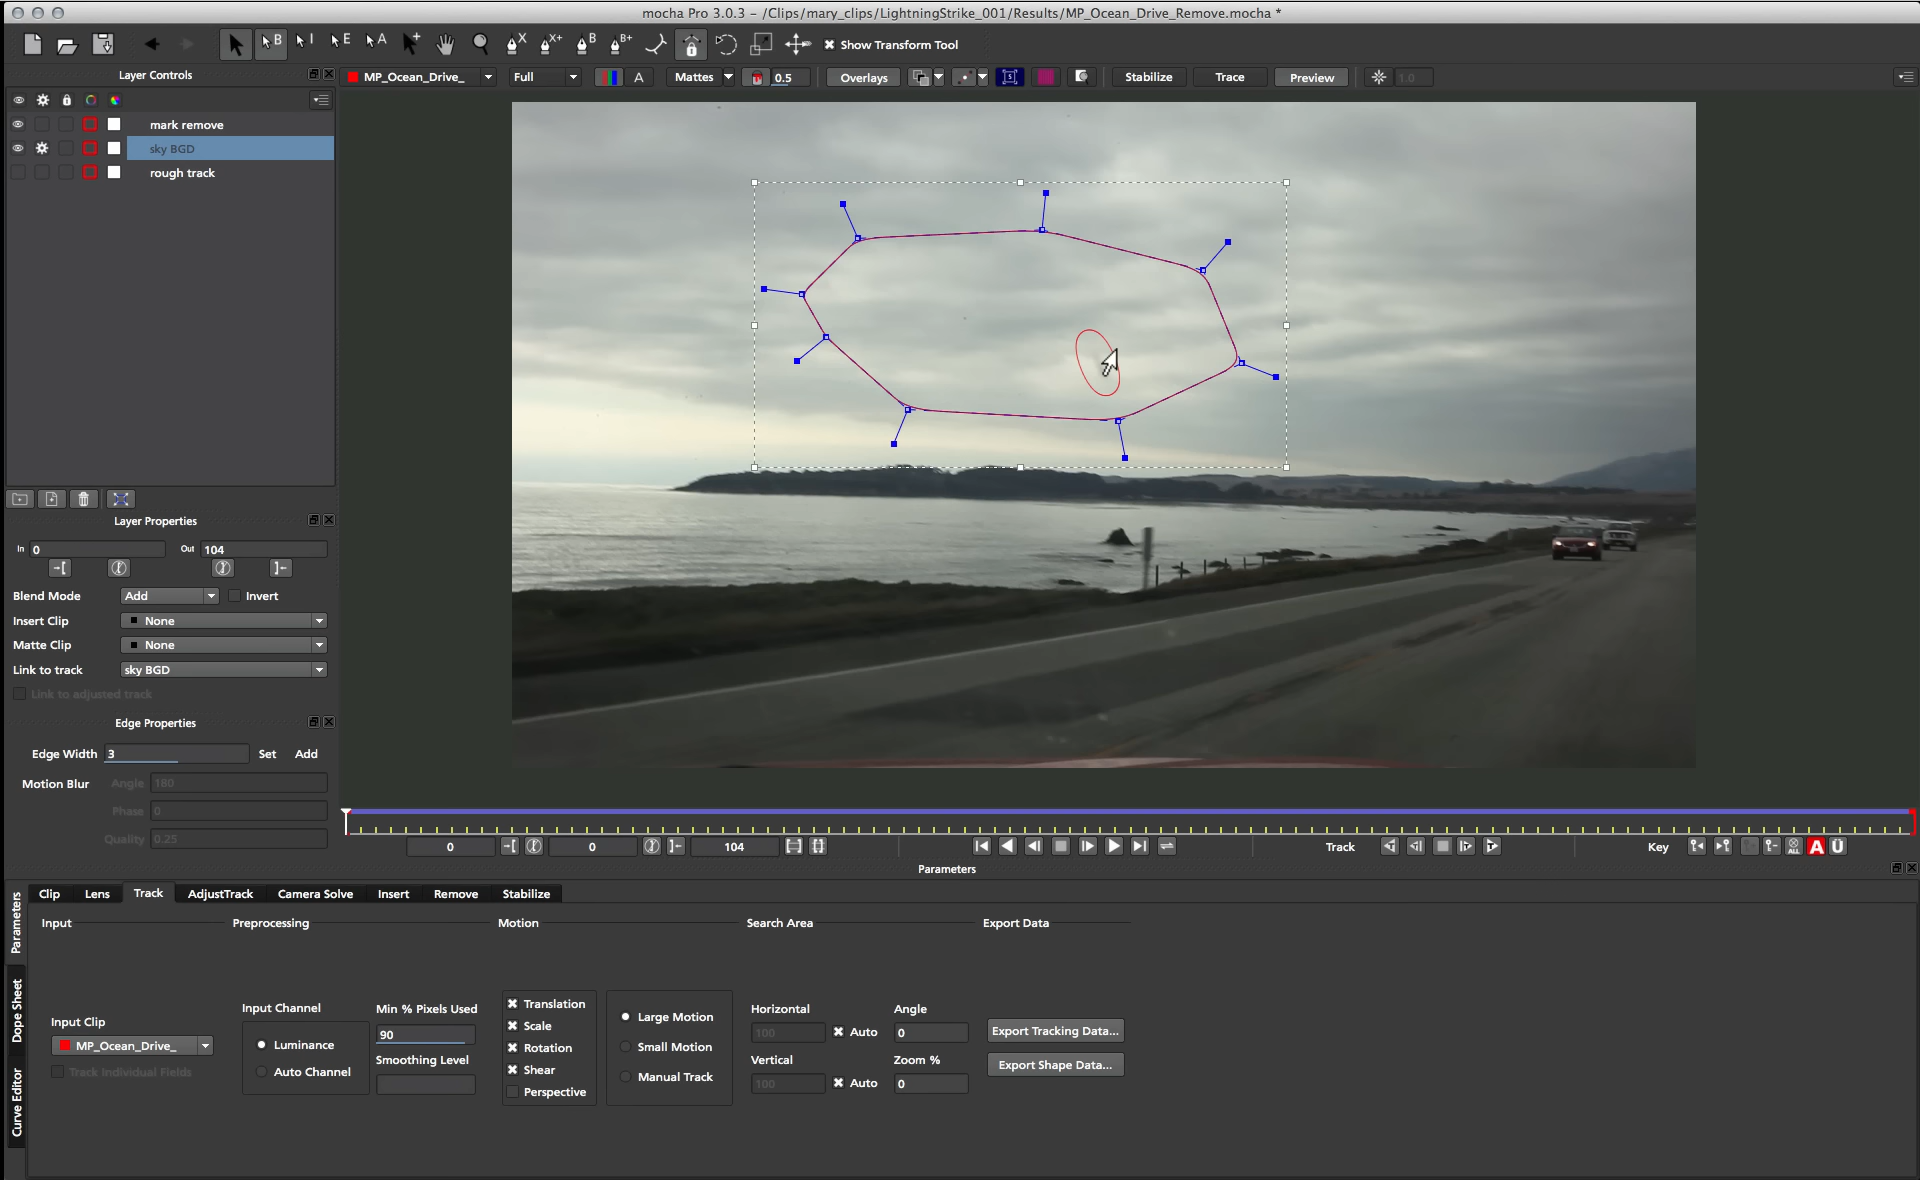 mocha Pro 3.0.3 - /Clips/mary_clips/LightningStrike_001/Results/MP_Ocean_Drive_Remove.mocha *
B I E A X X+ B B+ Show Transform Tool
Layer Controls
MP_Ocean_Drive_ Full A Mattes 0.5 Overlays Stabilize Trace Preview 1.0
mark remove
sky BGD
rough track
Layer Properties
In 0 Out 104
Blend Mode Add Invert
Insert Clip None
Matte Clip None
Link to track sky BGD
Link to adjusted track
Edge Properties
Edge Width 3 Set Add
Motion Blur Angle 180
Phase 0
Quality 0.25
0 0 104 Track Key ALL A Ü
Parameters
Parameters
Dope Sheet
Curve Editor
Clip Lens Track AdjustTrack Camera Solve Insert Remove Stabilize
Input Preprocessing Motion Search Area Export Data
Input Clip
MP_Ocean_Drive_
Track Individual Fields
Input Channel
Luminance
Auto Channel
Min % Pixels Used
90
Smoothing Level
Translation
Scale
Rotation
Shear
Perspective
Large Motion
Small Motion
Manual Track
Horizontal
100 Auto
Vertical
100 Auto
Angle
0
Zoom %
0
Export Tracking Data...
Export Shape Data...